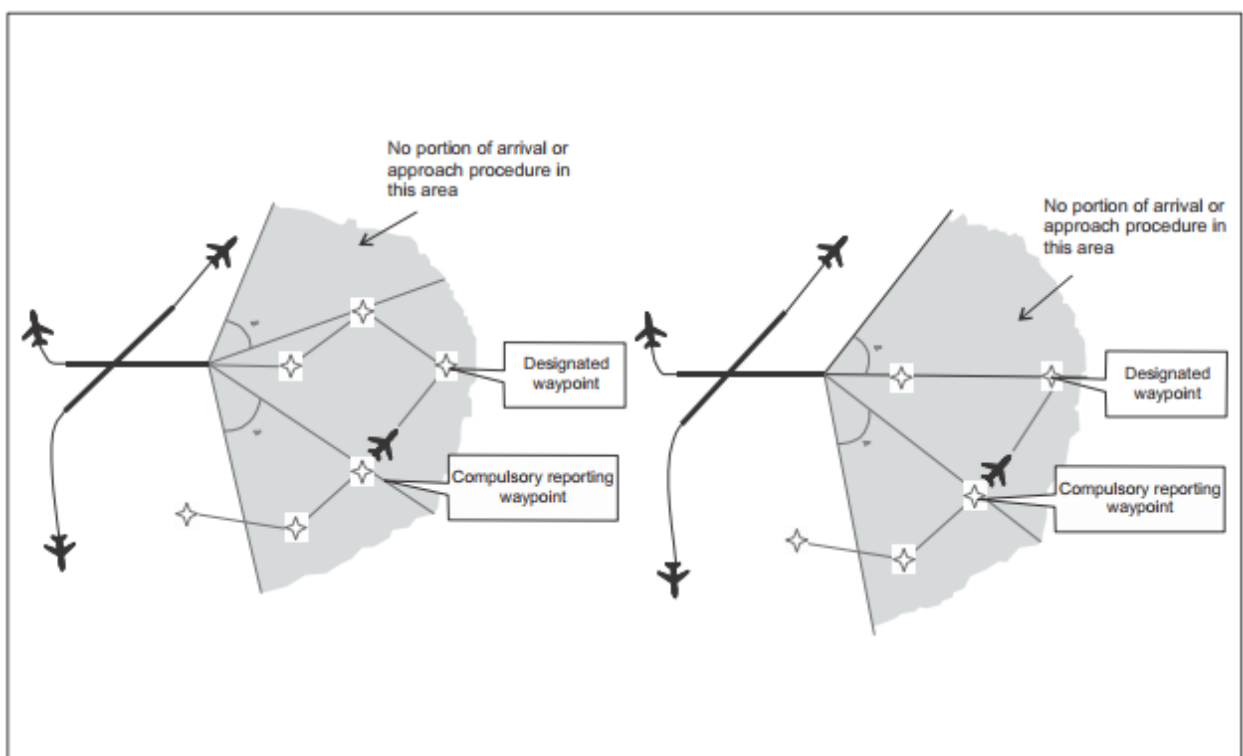 No portion of arrival or
approach procedure in
this area
Designated
waypoint
Compulsory reporting
waypoint
No portion of arrival or
approach procedure in
this area
Designated
waypoint
Compulsory reporting
waypoint